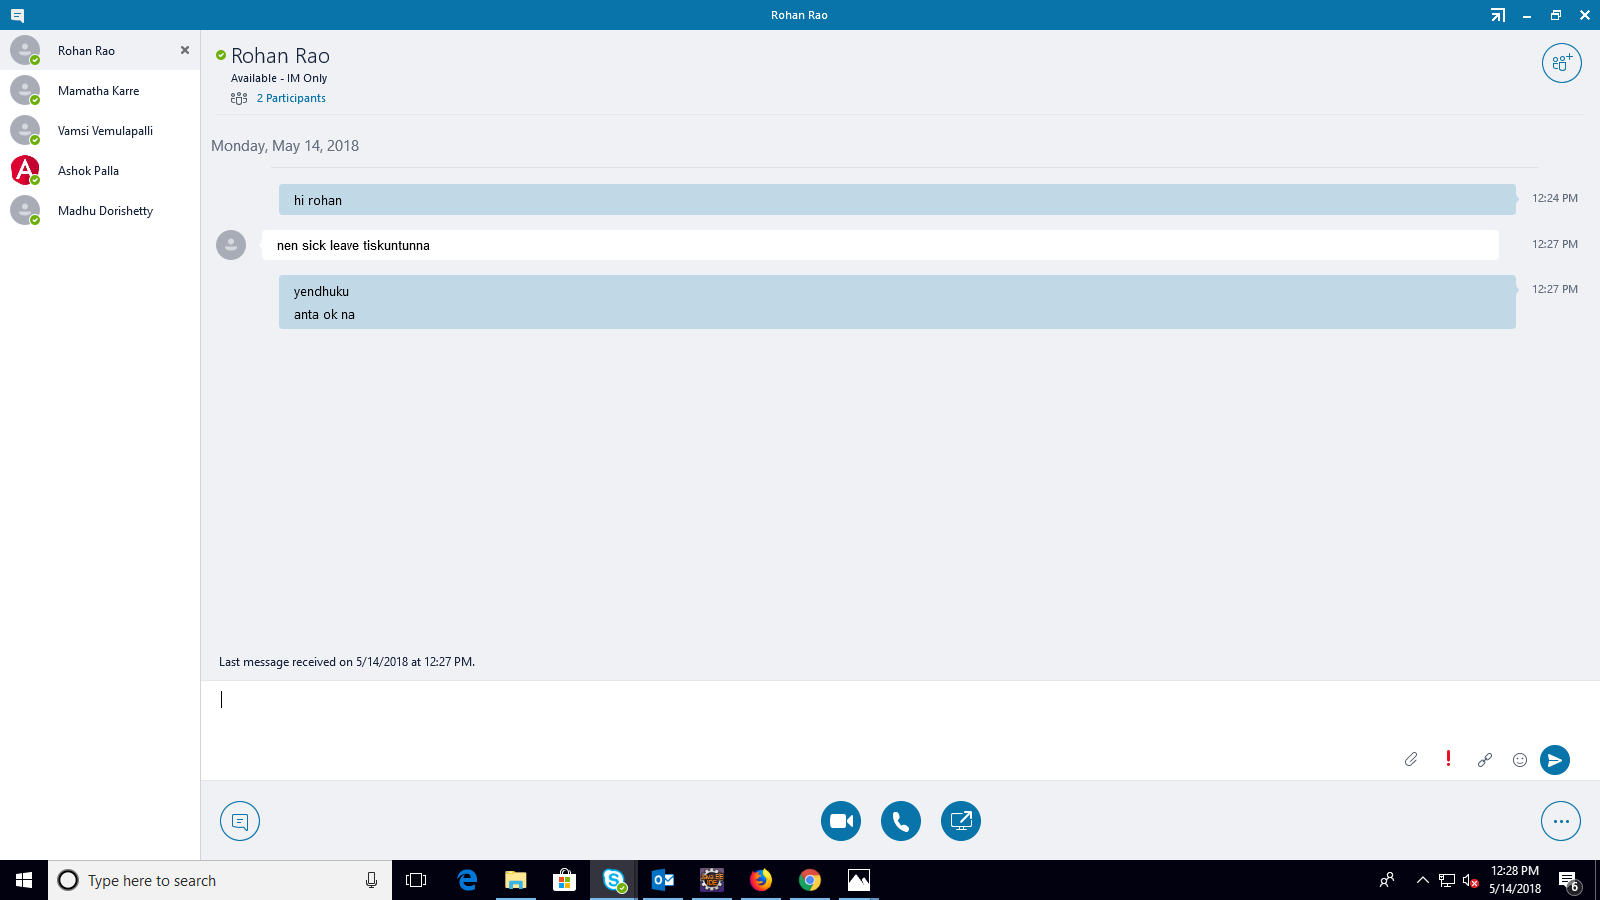 Rohan Rao
Rohan Rao
Mamatha Karre
Vamsi Vemulapalli
A
Ashok Palla
Madhu Dorishetty
Rohan Rao
Available - IM Only
2 Participants
Monday, May 14, 2018
hi rohan
12:24 PM
nen sick leave tiskuntunna
12:27 PM
yendhuku
12:27 PM
anta ok na
Last message received on 5/14/2018 at 12:27 PM.
Type here to search
12:28 PM
5/14/2018
6